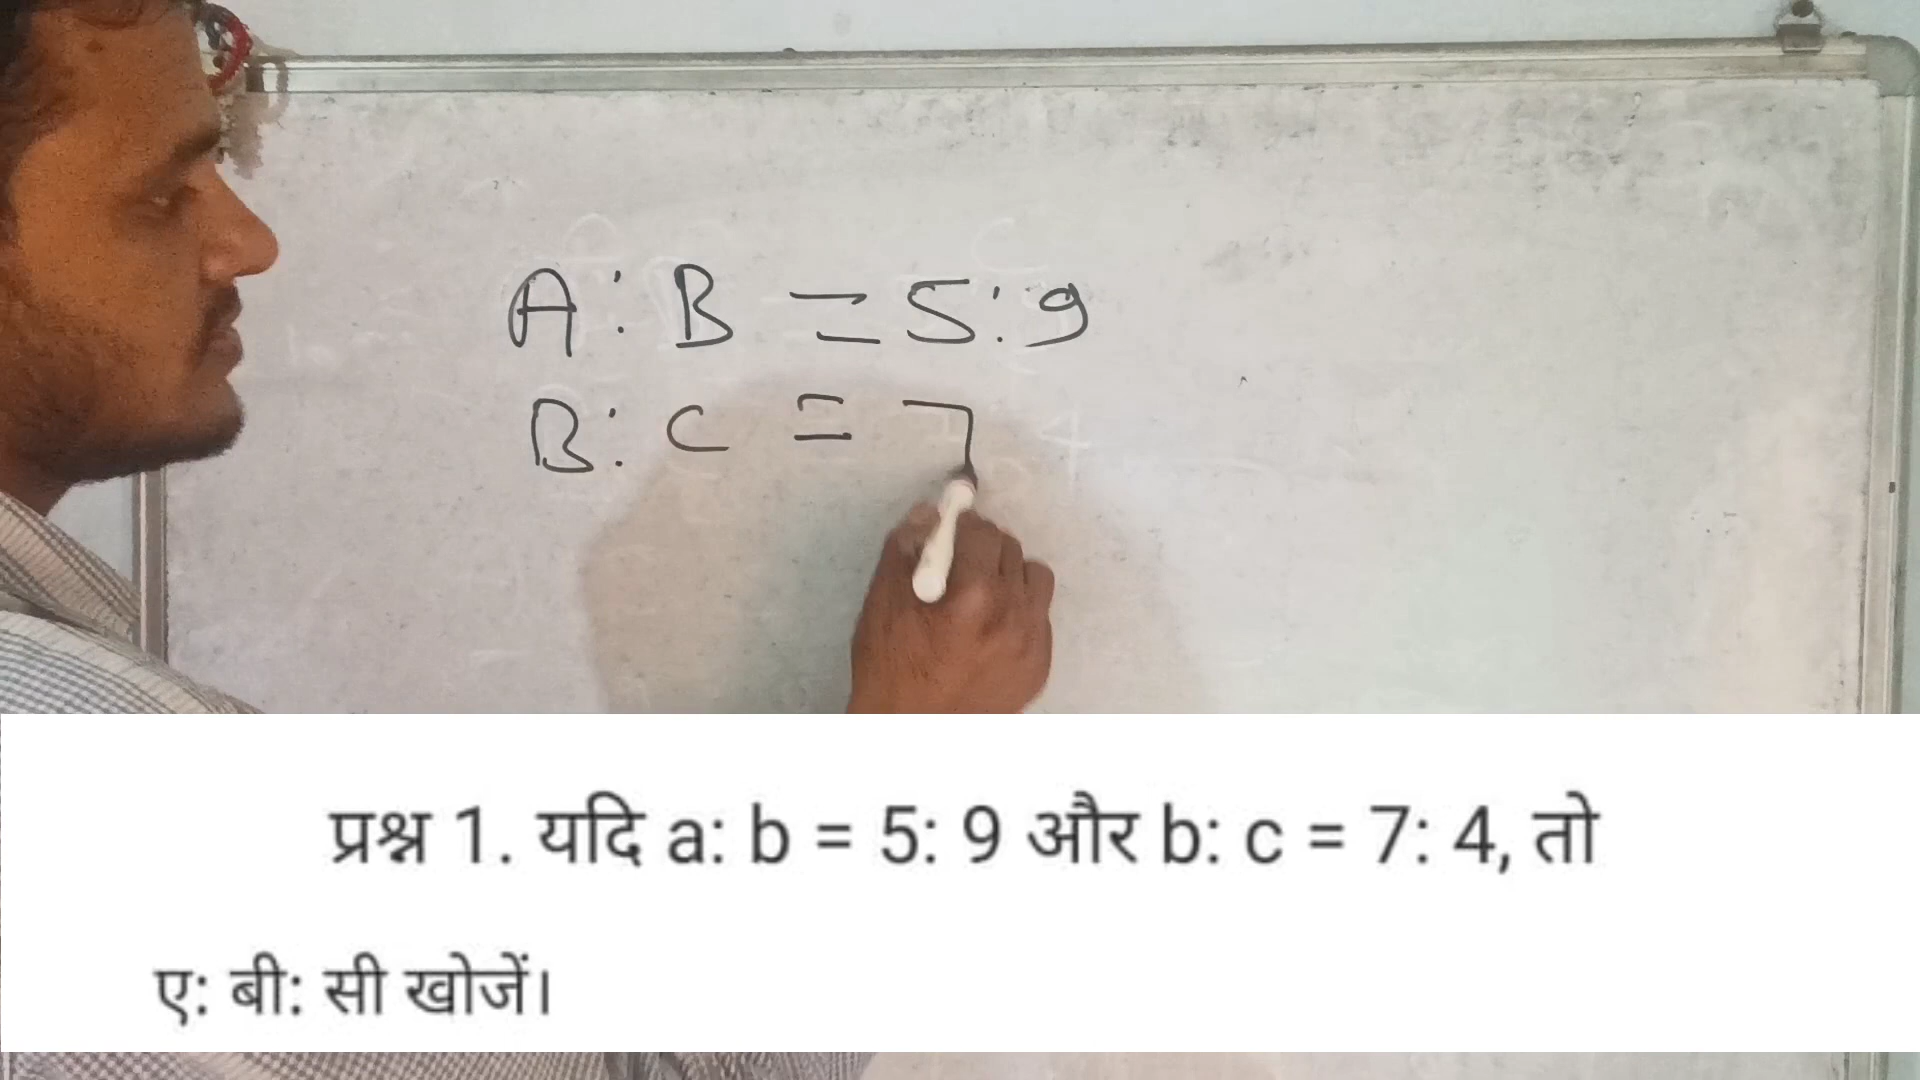 A : B = 5 : 9
B : C = 7
प्रश्न 1. यदि a: b = 5: 9 और b: c = 7: 4, तो
ए: बी: सी खोजें।